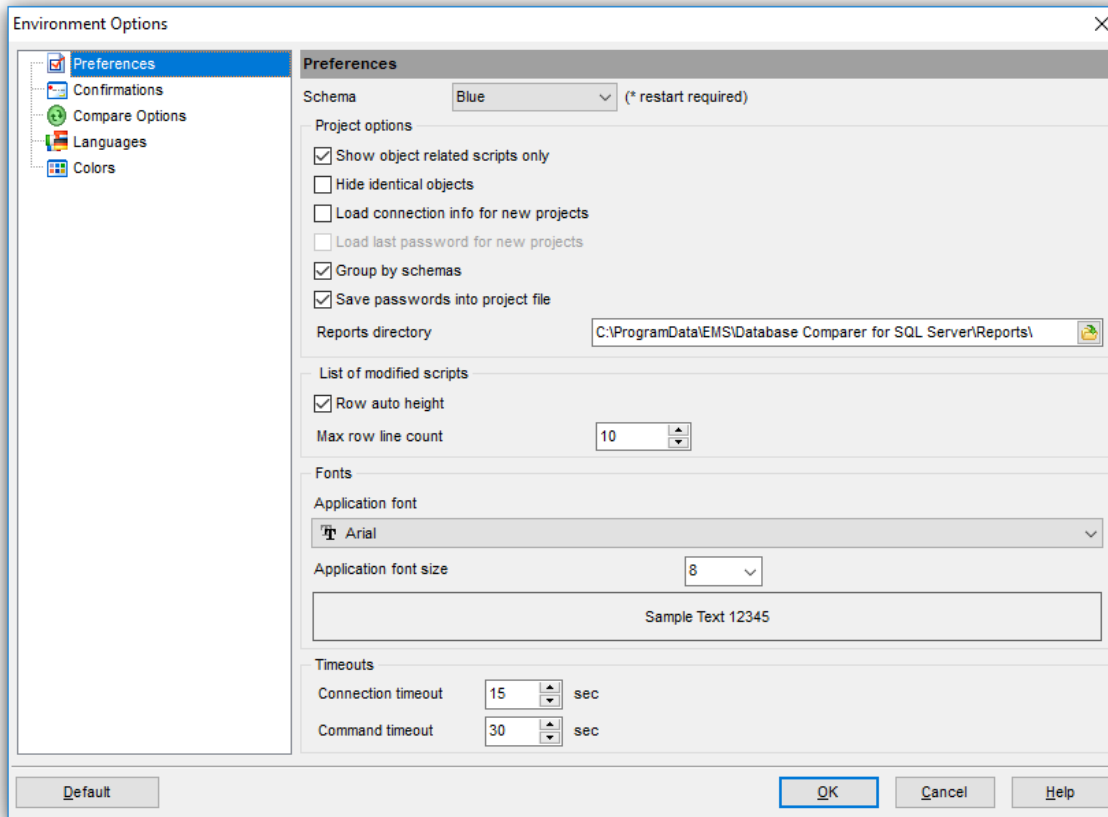 Environment Options
Preferences
Confirmations
Compare Options
Languages
Colors
Preferences
Schema Blue (* restart required)
Project options
Show object related scripts only
Hide identical objects
Load connection info for new projects
Load last password for new projects
Group by schemas
Save passwords into project file
Reports directory C:\ProgramData\EMS\Database Comparer for SQL Server\Reports\
List of modified scripts
Row auto height
Max row line count 10
Fonts
Application font
Arial
Application font size 8
Sample Text 12345
Timeouts
Connection timeout 15 sec
Command timeout 30 sec
Default OK Cancel Help